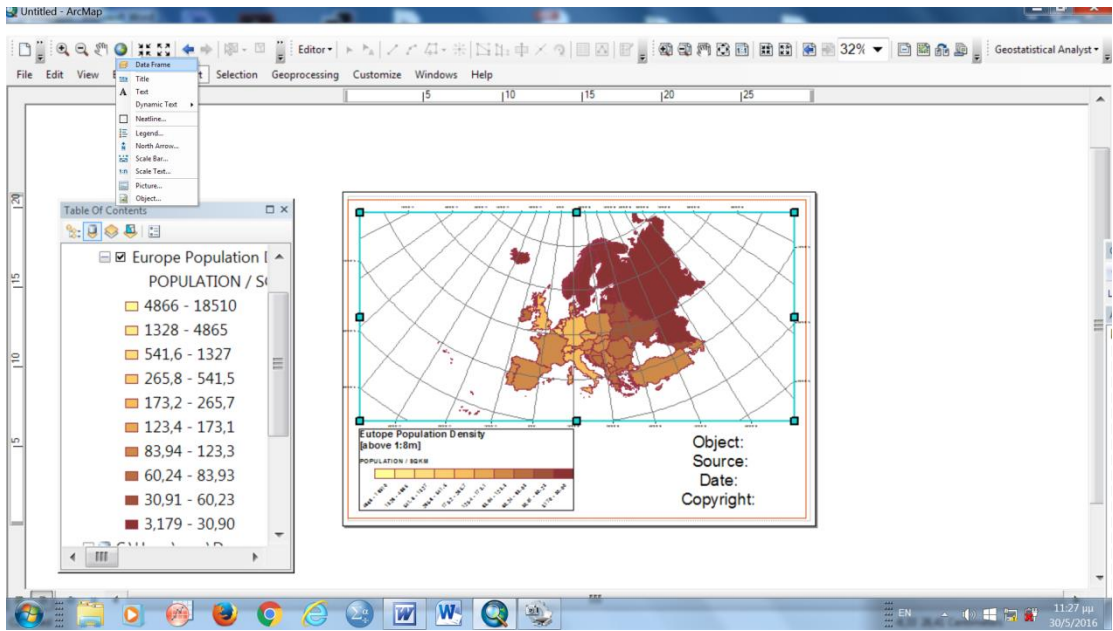 Untitled - ArcMap
Editor
32%
Geostatistical Analyst
File Edit View Selection Geoprocessing Customize Windows Help
Data Frame
Title
Text
Dynamic Text
Neatline...
Legend...
North Arrow...
Scale Bar...
Scale Text...
Picture...
Object...
5 10 15 20 25
20
15
10
5
Table Of Contents
Europe Population
POPULATION / S
4866 - 18510
1328 - 4865
541,6 - 1327
265,8 - 541,5
173,2 - 265,7
123,4 - 173,1
83,94 - 123,3
60,24 - 83,93
30,91 - 60,23
3,179 - 30,90
Eutope Population Density
[above 1:8m]
POPULATION / SQKM
Object:
Source:
Date:
Copyright:
EN
11:27 μμ
30/5/2016